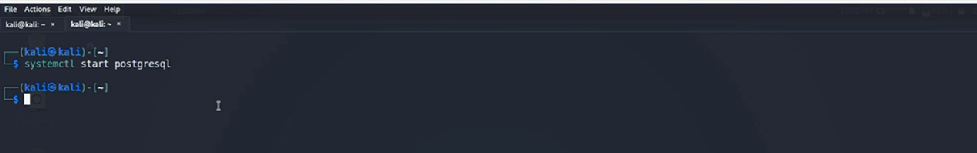 File Actions Edit View Help
kali@kali: ~ × kali@kali: ~ ×
┌──(kali㉿kali)-[~]
└─$ systemctl start postgresql
┌──(kali㉿kali)-[~]
└─$